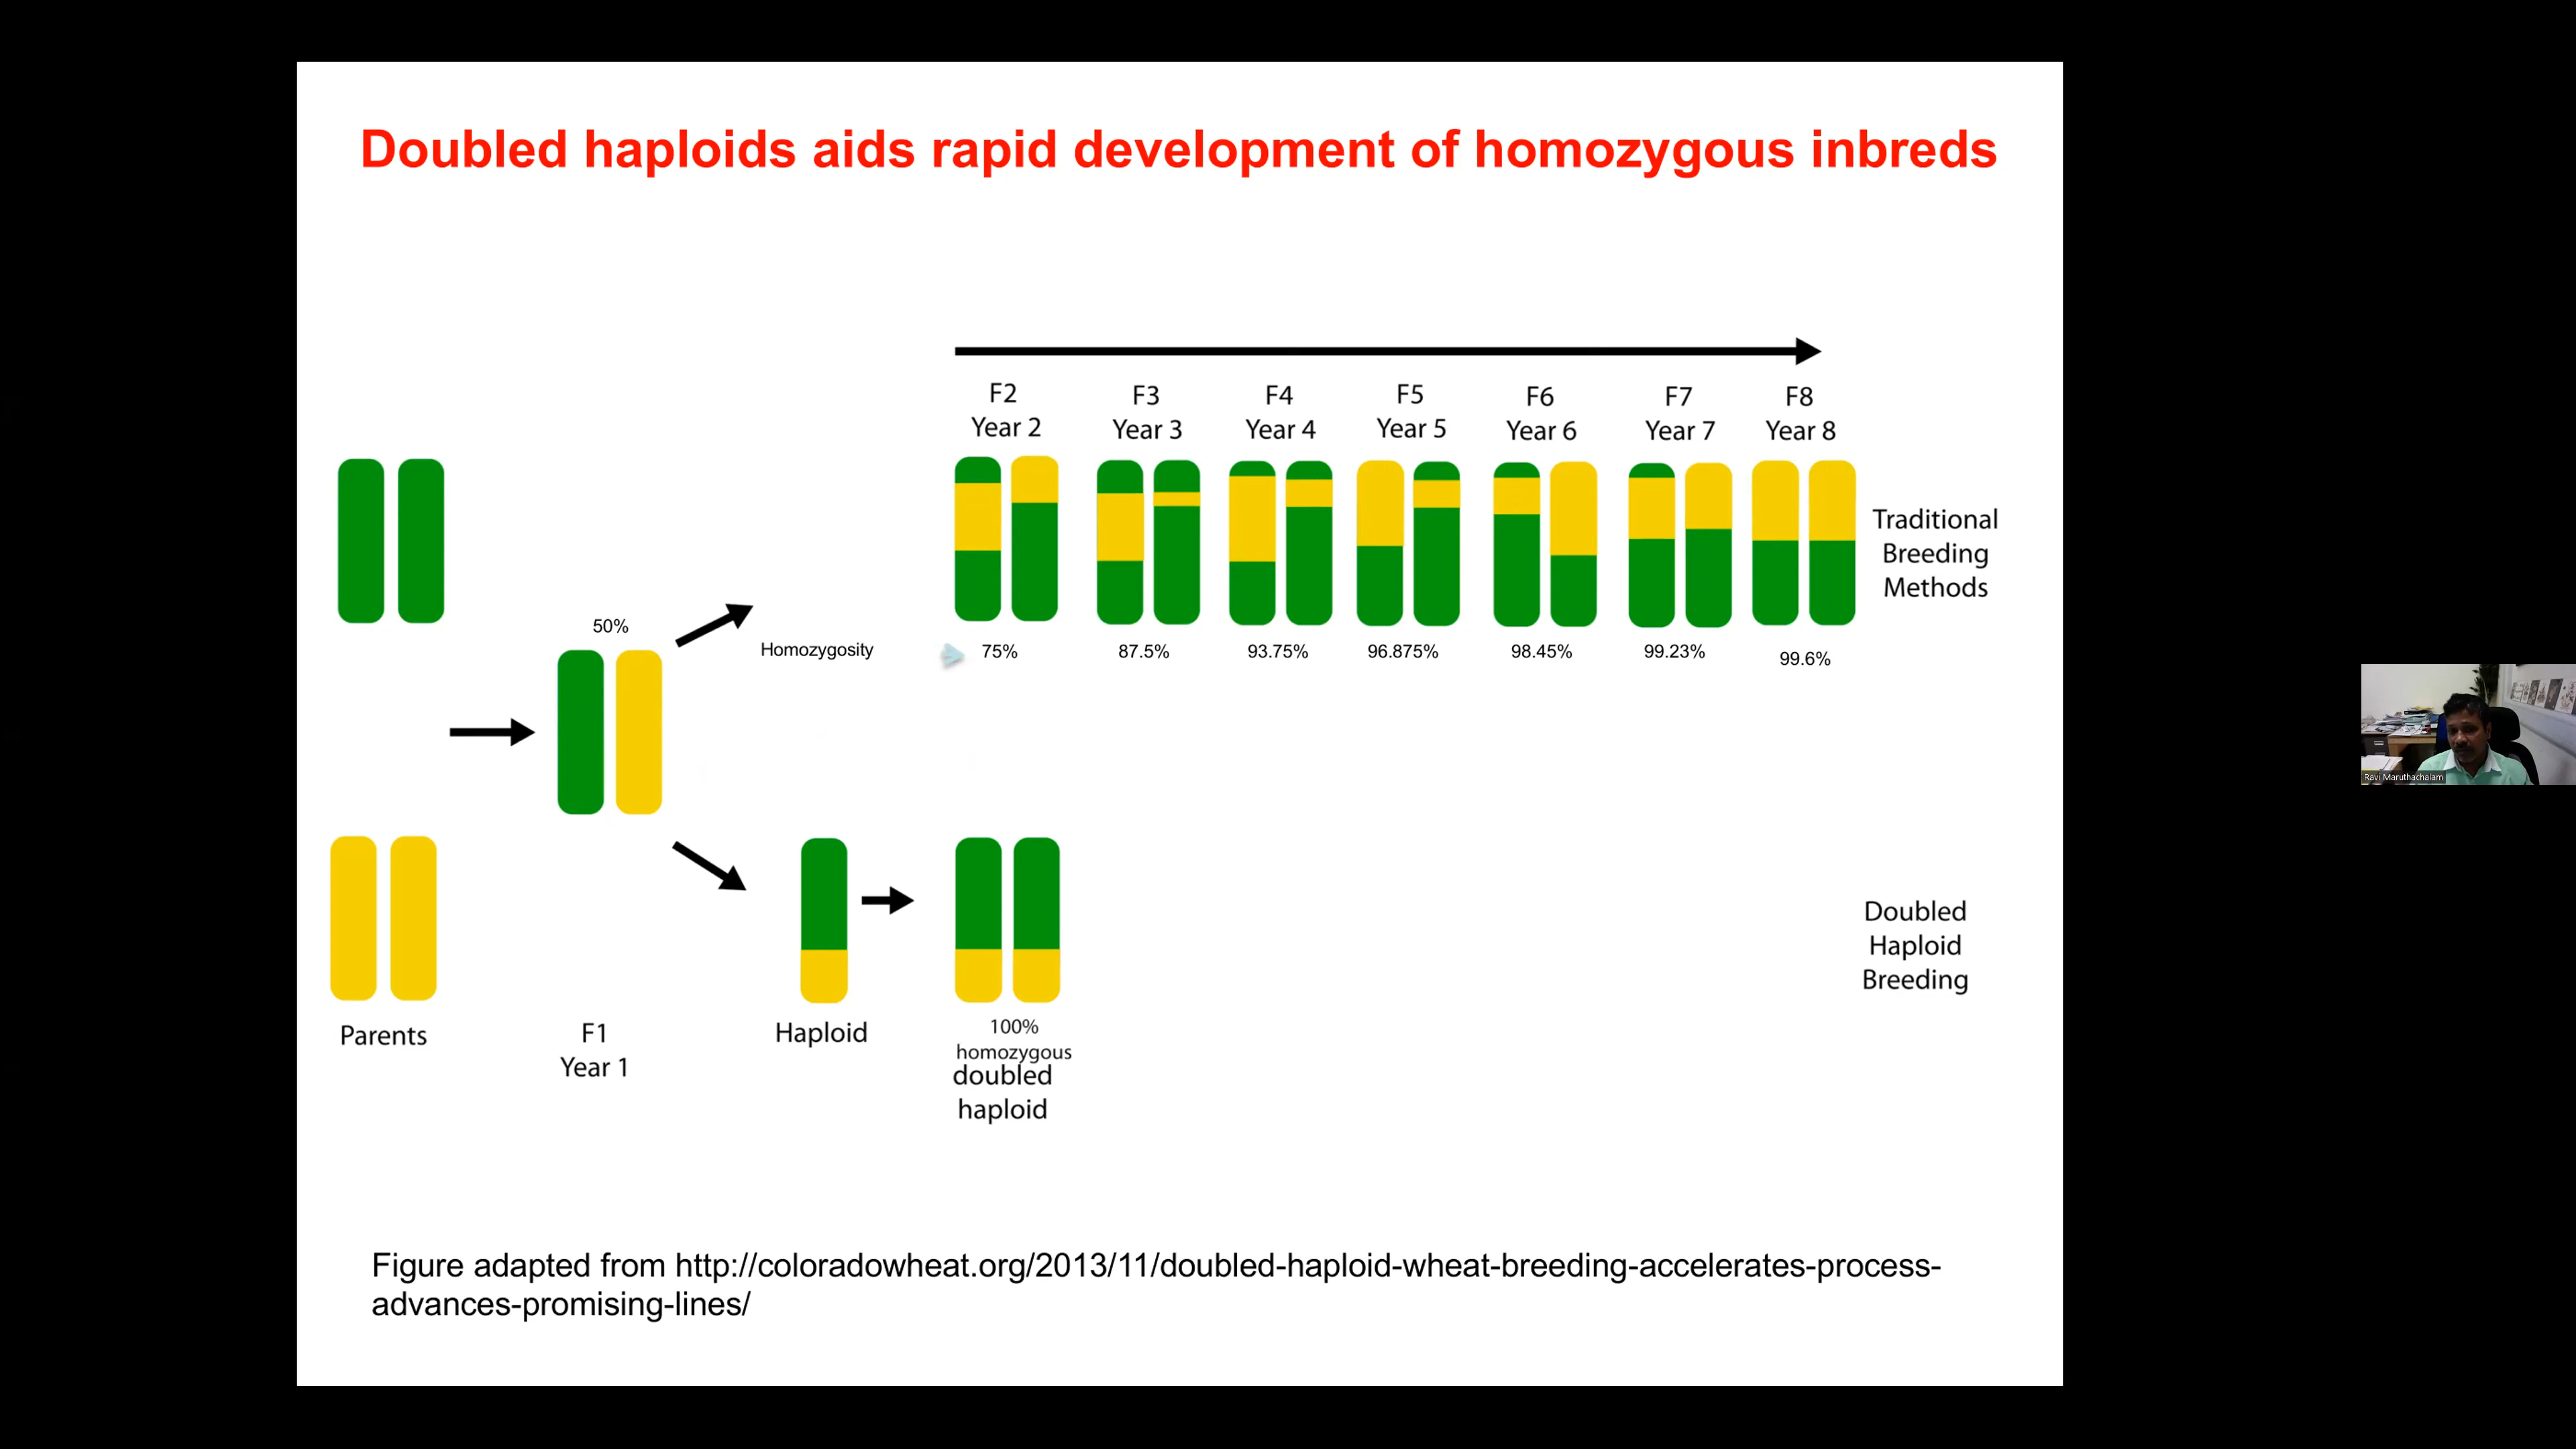 Doubled haploids aids rapid development of homozygous inbreds
F2
Year 2
F3
Year 3
F4
Year 4
F5
Year 5
F6
Year 6
F7
Year 7
F8
Year 8
Traditional
Breeding
Methods
50%
Homozygosity
75%
87.5%
93.75%
96.875%
98.45%
99.23%
99.6%
Doubled
Haploid
Breeding
Parents
F1
Year 1
Haploid
100%
homozygous
doubled
haploid
Figure adapted from http://coloradowheat.org/2013/11/doubled-haploid-wheat-breeding-accelerates-process-
advances-promising-lines/
Ravi Maruthachalam